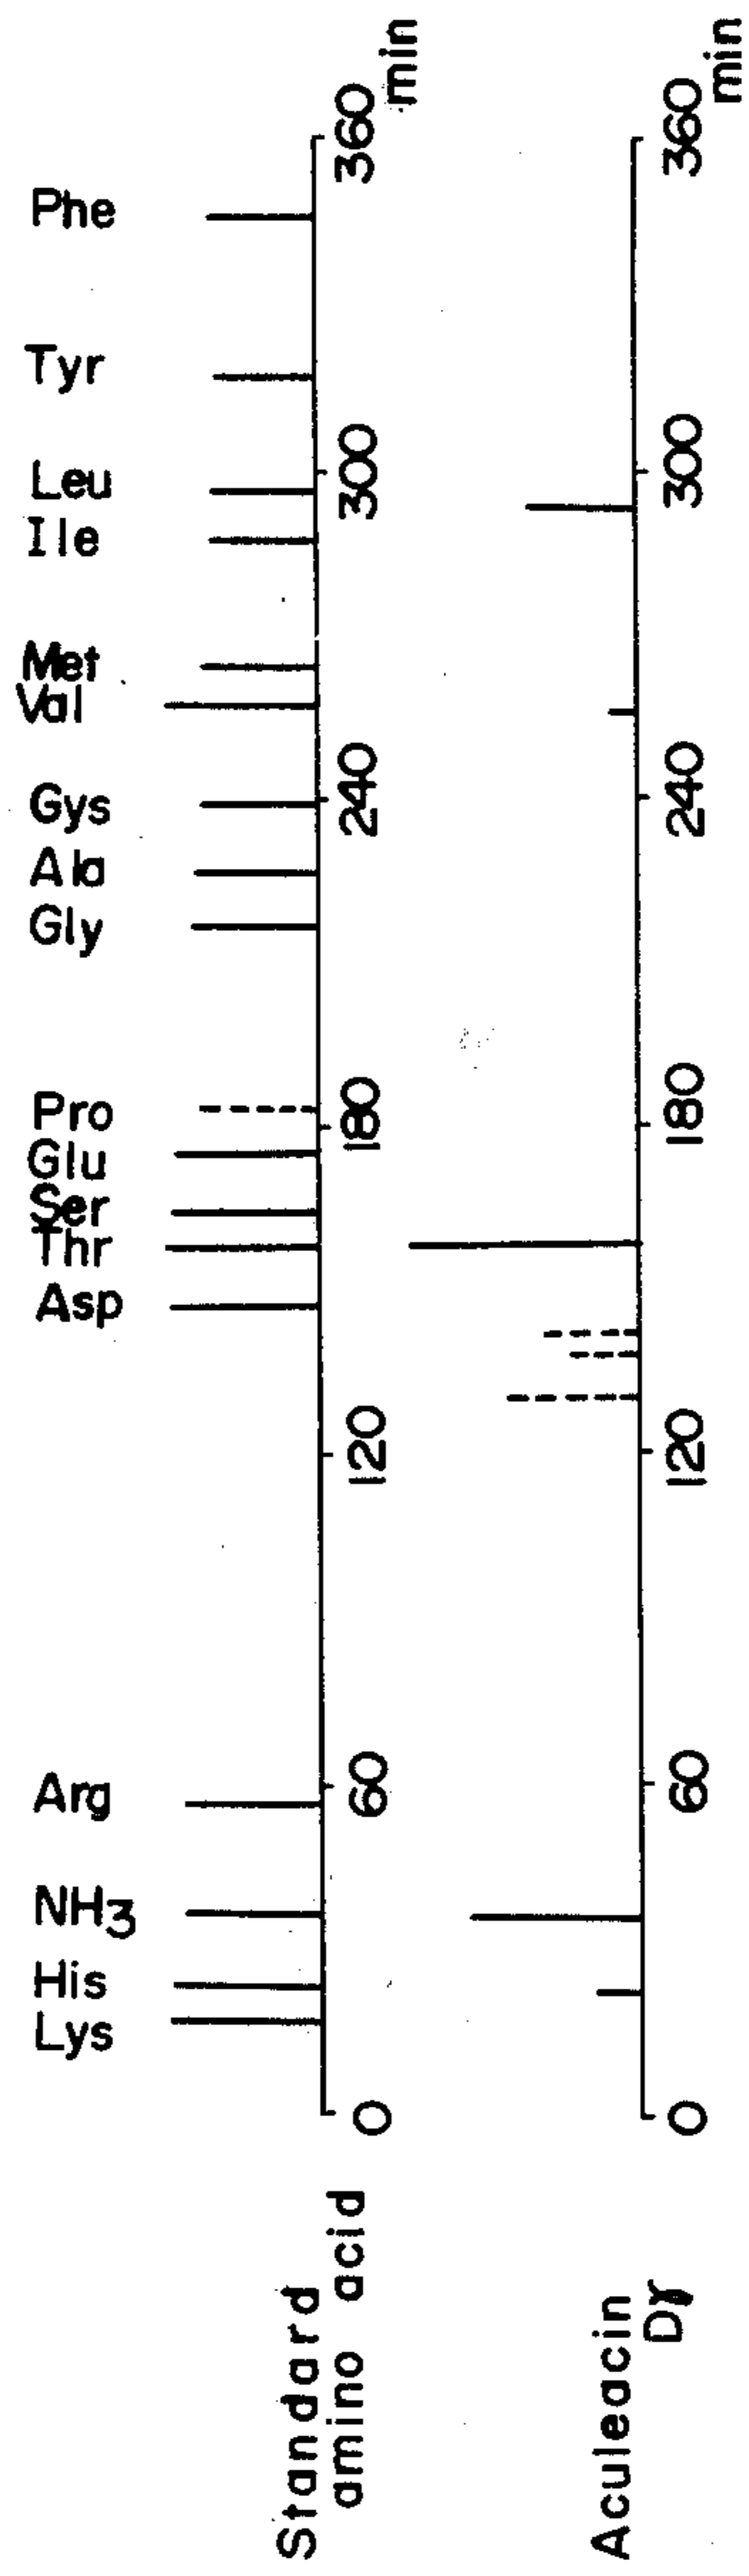 Lys His NH3 Arg Asp Thr Ser Glu Pro Gly Ala Gys Val Met Ile Leu Tyr Phe
Standard
amino acid
0 60 120 180 240 300 360
min
Aculeacin
Dγ
0 60 120 180 240 300 360
min